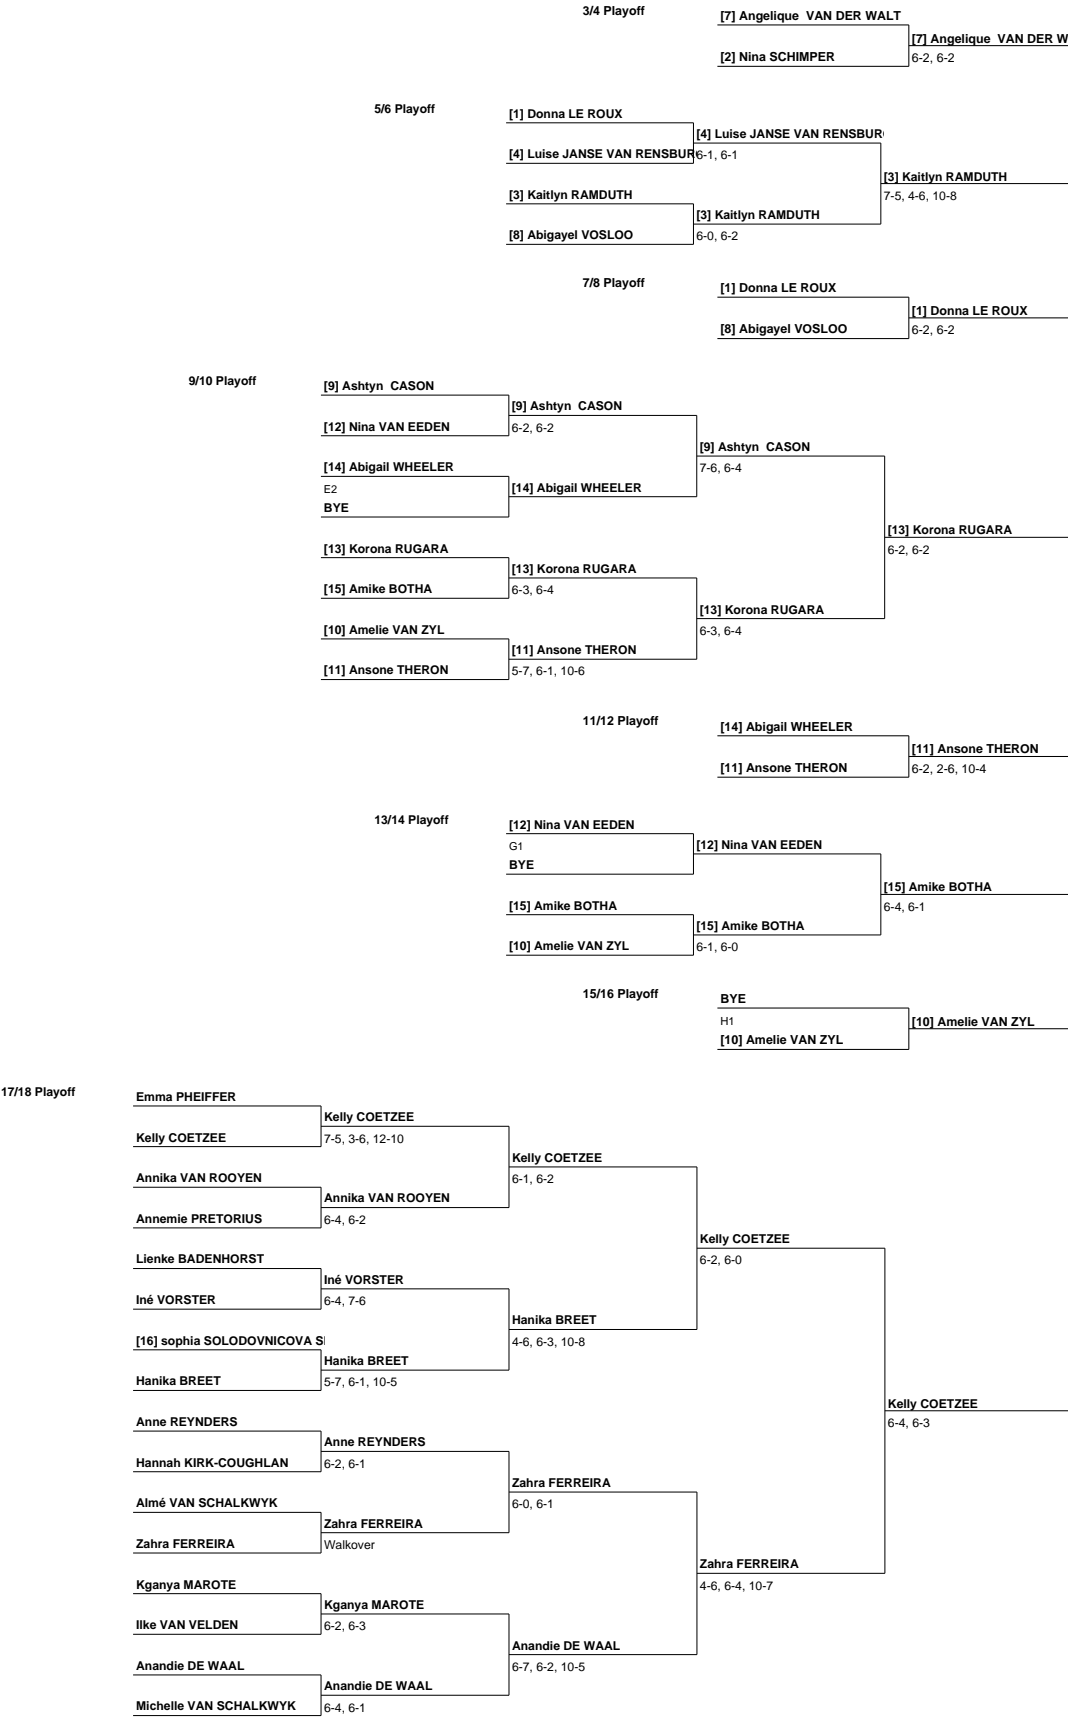 3/4 Playoff
[7] Angelique  VAN DER WALT
[7] Angelique  VAN DER W
[2] Nina SCHIMPER
6-2, 6-2
5/6 Playoff
[1] Donna LE ROUX
[4] Luise JANSE VAN RENSBUR
[4] Luise JANSE VAN RENSBUR
6-1, 6-1
[3] Kaitlyn RAMDUTH
7-5, 4-6, 10-8
[3] Kaitlyn RAMDUTH
[3] Kaitlyn RAMDUTH
[8] Abigayel VOSLOO
6-0, 6-2
7/8 Playoff
[1] Donna LE ROUX
[1] Donna LE ROUX
[8] Abigayel VOSLOO
6-2, 6-2
9/10 Playoff
[9] Ashtyn  CASON
[9] Ashtyn  CASON
[12] Nina VAN EEDEN
6-2, 6-2
[9] Ashtyn  CASON
[14] Abigail WHEELER
7-6, 6-4
E2
[14] Abigail WHEELER
BYE
[13] Korona RUGARA
[13] Korona RUGARA
6-2, 6-2
[13] Korona RUGARA
[15] Amike BOTHA
6-3, 6-4
[13] Korona RUGARA
[10] Amelie VAN ZYL
6-3, 6-4
[11] Ansone THERON
[11] Ansone THERON
5-7, 6-1, 10-6
11/12 Playoff
[14] Abigail WHEELER
[11] Ansone THERON
[11] Ansone THERON
6-2, 2-6, 10-4
13/14 Playoff
[12] Nina VAN EEDEN
G1
[12] Nina VAN EEDEN
BYE
[15] Amike BOTHA
[15] Amike BOTHA
6-4, 6-1
[15] Amike BOTHA
[10] Amelie VAN ZYL
6-1, 6-0
15/16 Playoff
BYE
H1
[10] Amelie VAN ZYL
[10] Amelie VAN ZYL
17/18 Playoff
Emma PHEIFFER
Kelly COETZEE
Kelly COETZEE
7-5, 3-6, 12-10
Kelly COETZEE
Annika VAN ROOYEN
6-1, 6-2
Annika VAN ROOYEN
Annemie PRETORIUS
6-4, 6-2
Kelly COETZEE
Lienke BADENHORST
6-2, 6-0
Iné VORSTER
Iné VORSTER
6-4, 7-6
Hanika BREET
[16] sophia SOLODOVNICOVA S
4-6, 6-3, 10-8
Hanika BREET
Hanika BREET
5-7, 6-1, 10-5
Kelly COETZEE
6-4, 6-3
Anne REYNDERS
Anne REYNDERS
Hannah KIRK-COUGHLAN
6-2, 6-1
Zahra FERREIRA
Almé VAN SCHALKWYK
6-0, 6-1
Zahra FERREIRA
Zahra FERREIRA
Walkover
Zahra FERREIRA
Kganya MAROTE
4-6, 6-4, 10-7
Kganya MAROTE
Ilke VAN VELDEN
6-2, 6-3
Anandie DE WAAL
Anandie DE WAAL
6-7, 6-2, 10-5
Anandie DE WAAL
Michelle VAN SCHALKWYK
6-4, 6-1